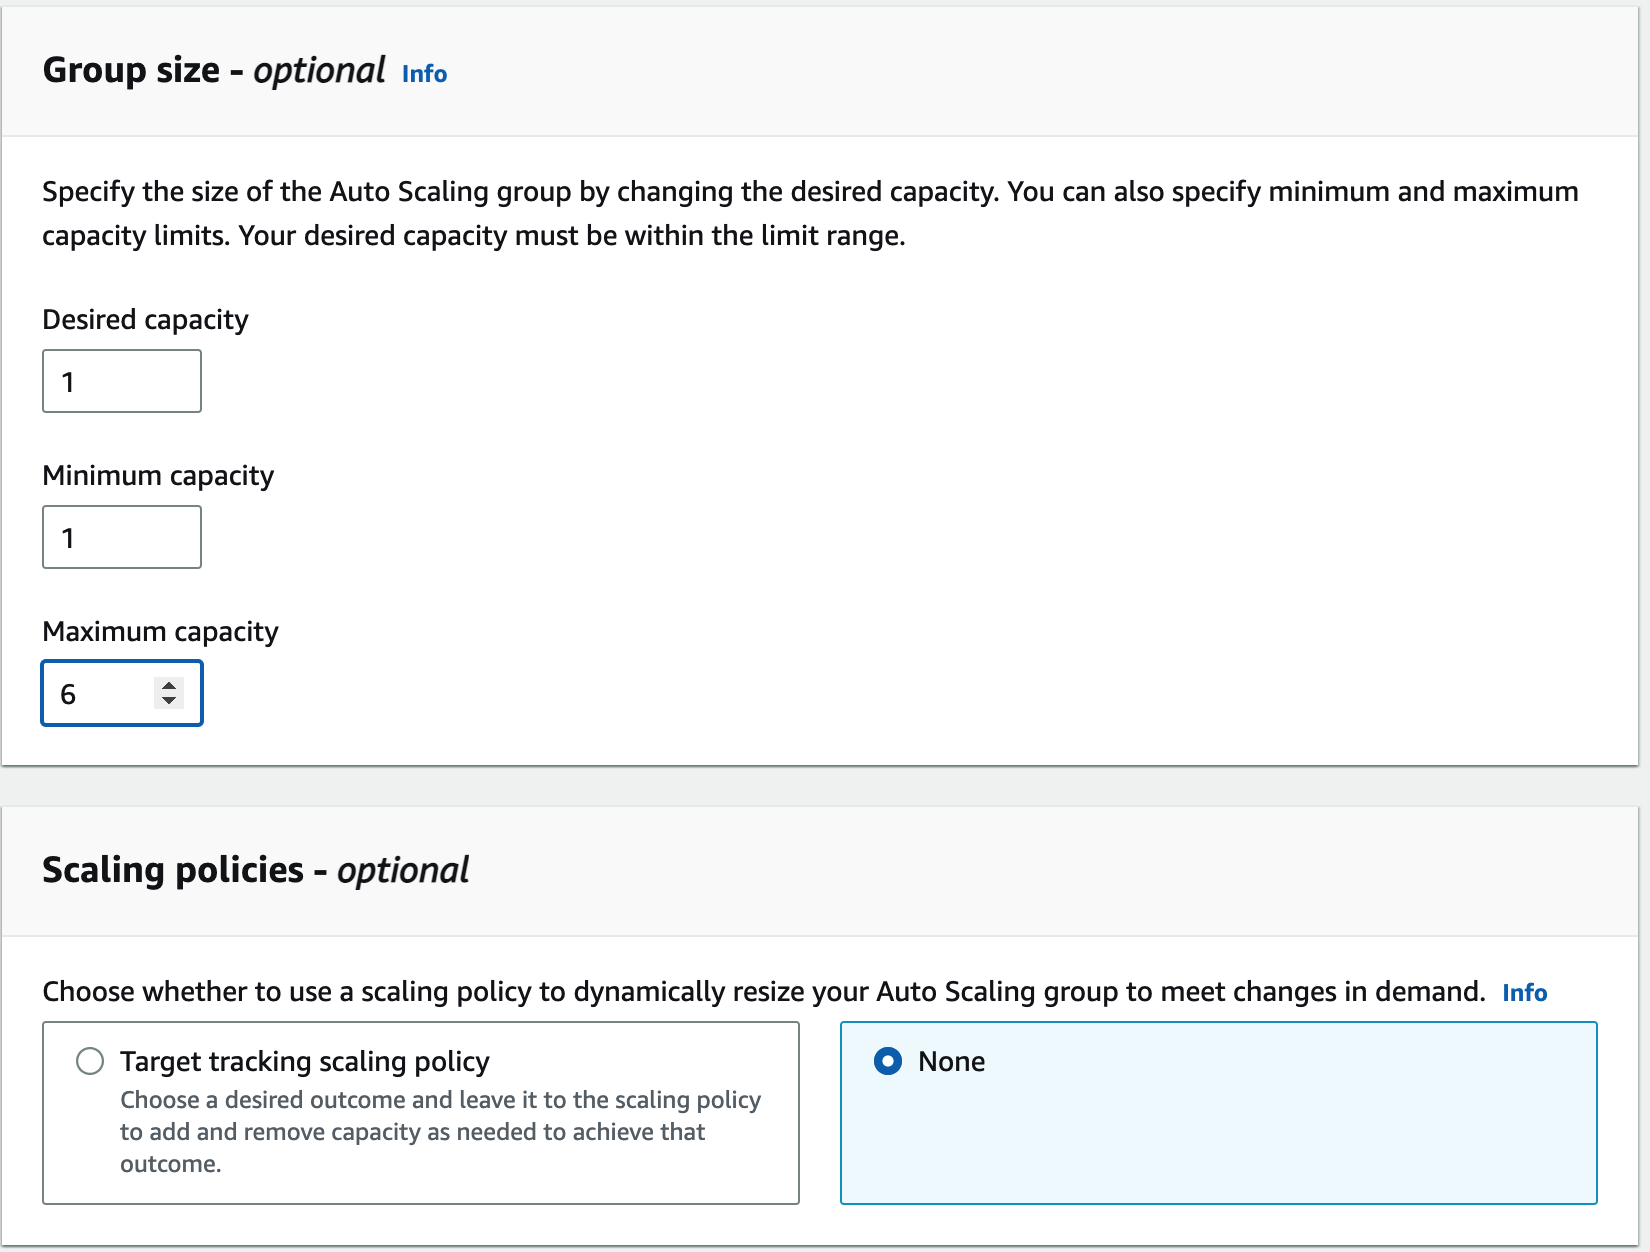 Group size - optional Info
Specify the size of the Auto Scaling group by changing the desired capacity. You can also specify minimum and maximum
capacity limits. Your desired capacity must be within the limit range.
Desired capacity
1
Minimum capacity
1
Maximum capacity
6
Scaling policies - optional
Choose whether to use a scaling policy to dynamically resize your Auto Scaling group to meet changes in demand. Info
Target tracking scaling policy
Choose a desired outcome and leave it to the scaling policy
to add and remove capacity as needed to achieve that
outcome.
None